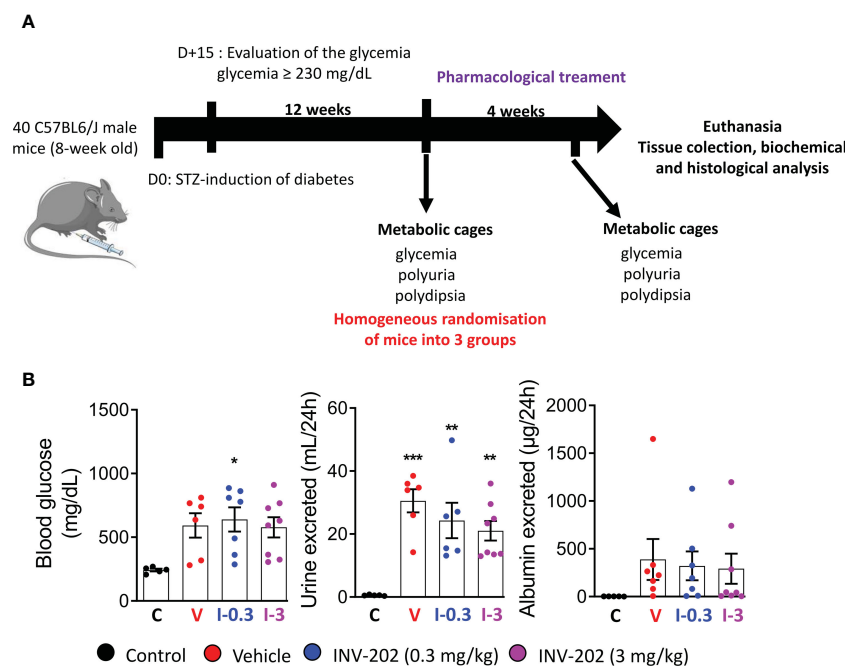 A
D+15 : Evaluation of the glycemia
glycemia ≥ 230 mg/dL
Pharmacological treament
12 weeks
4 weeks
40 C57BL6/J male
mice (8-week old)
D0: STZ-induction of diabetes
Euthanasia
Tissue colection, biochemical
and histological analysis
Metabolic cages
glycemia
polyuria
polydipsia
Homogeneous randomisation
of mice into 3 groups
Metabolic cages
glycemia
polyuria
polydipsia
B
Blood glucose
(mg/dL)
1500
1000
500
0
*
C V I-0.3 I-3
Urine excreted (mL/24h)
60
40
20
0
*** ** **
C V I-0.3 I-3
Albumin excreted (µg/24h)
2000
1500
1000
500
0
C V I-0.3 I-3
Control Vehicle INV-202 (0.3 mg/kg) INV-202 (3 mg/kg)